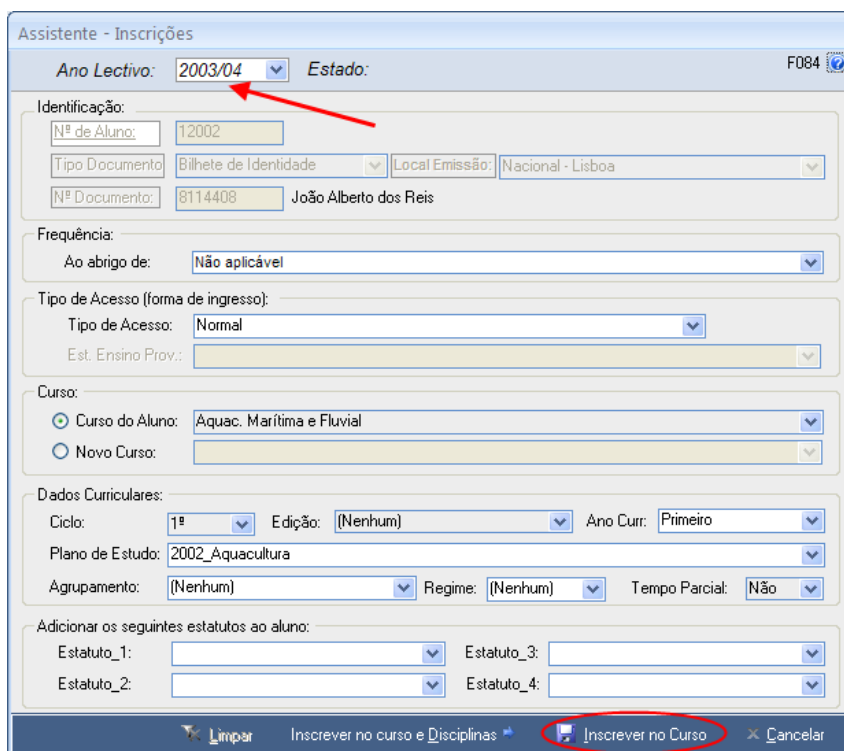 Assistente - Inscrições
Ano Lectivo: 2003/04 Estado: F084
Identificação:
Nº de Aluno: 12002
Tipo Documento Bilhete de Identidade Local Emissão: Nacional - Lisboa
Nº Documento: 8114408 João Alberto dos Reis
Frequência:
Ao abrigo de: Não aplicável
Tipo de Acesso (forma de ingresso):
Tipo de Acesso: Normal
Est. Ensino Prov.:
Curso:
Curso do Aluno: Aquac. Marítima e Fluvial
Novo Curso:
Dados Curriculares:
Ciclo: 1º Edição: (Nenhum) Ano Curr: Primeiro
Plano de Estudo: 2002_Aquacultura
Agrupamento: (Nenhum) Regime: (Nenhum) Tempo Parcial: Não
Adicionar os seguintes estatutos ao aluno:
Estatuto_1: Estatuto_3:
Estatuto_2: Estatuto_4:
Limpar Inscrever no curso e Disciplinas Inscrever no Curso Cancelar